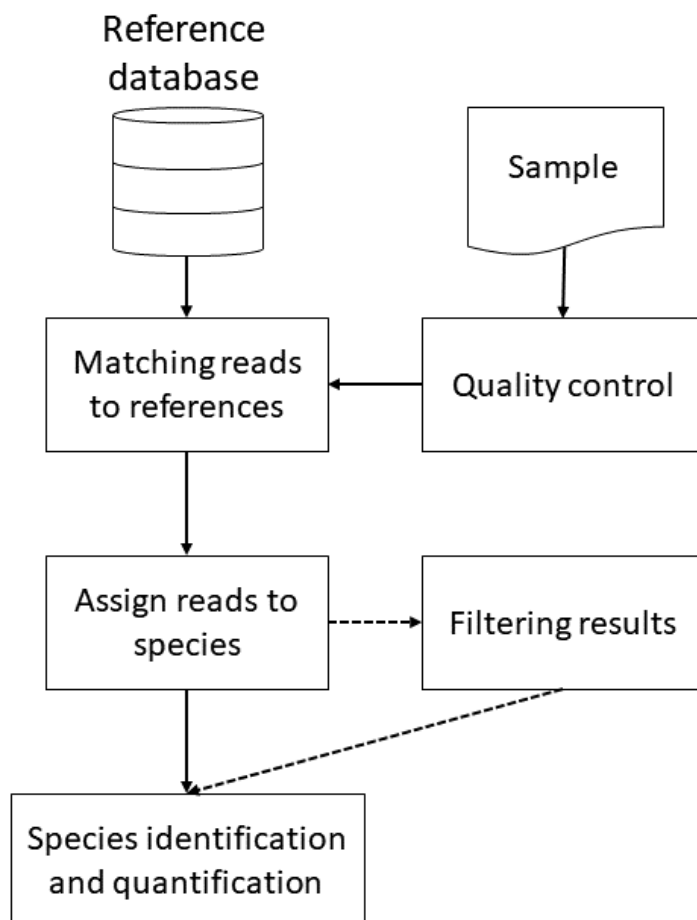 Reference
database
Sample
Matching reads
to references
Quality control
Assign reads to
species
Filtering results
Species identification
and quantification